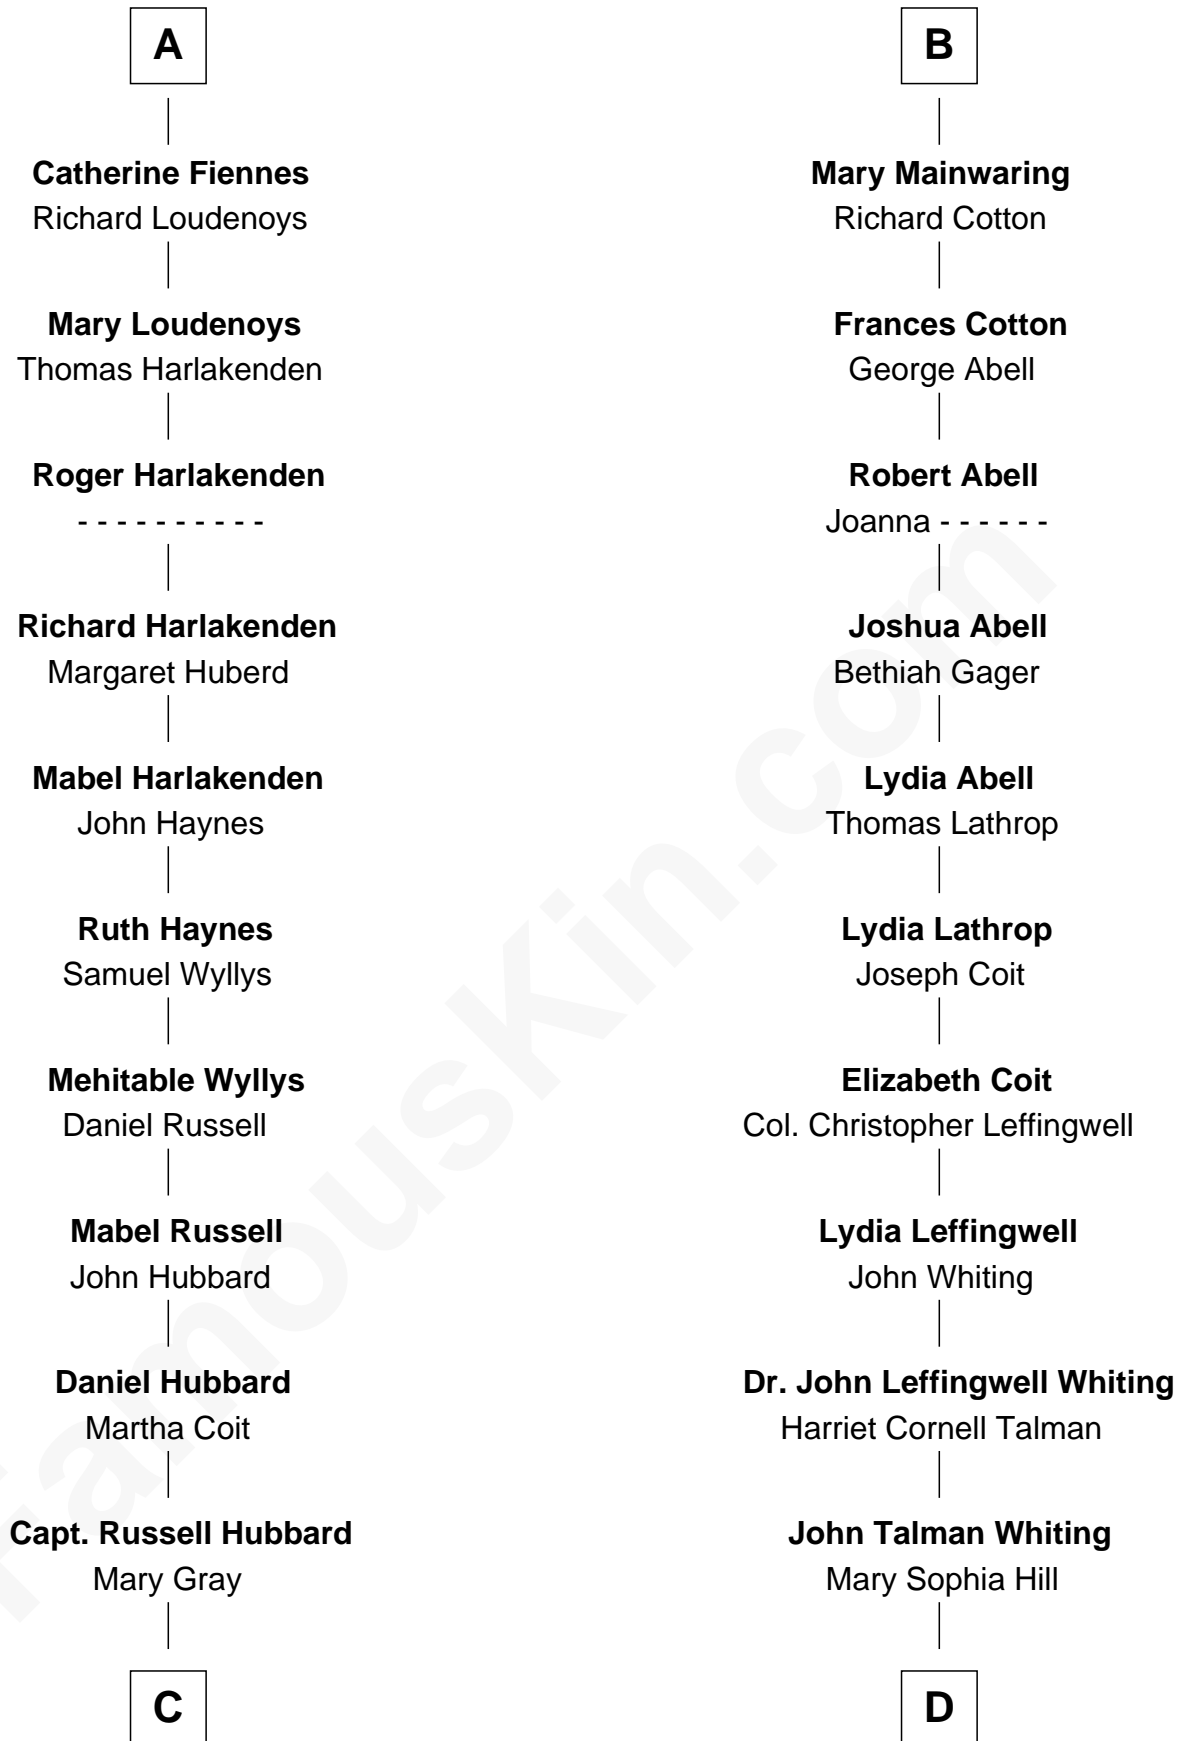 A
Catherine Fiennes
Richard Loudenoys
Mary Loudenoys
Thomas Harlakenden
Roger Harlakenden
- - - - - - - - - -
Richard Harlakenden
Margaret Huberd
Mabel Harlakenden
John Haynes
Ruth Haynes
Samuel Wyllys
Mehitable Wyllys
Daniel Russell
Mabel Russell
John Hubbard
Daniel Hubbard
Martha Coit
Capt. Russell Hubbard
Mary Gray
C
B
Mary Mainwaring
Richard Cotton
Frances Cotton
George Abell
Robert Abell
Joanna - - - - - -
Joshua Abell
Bethiah Gager
Lydia Abell
Thomas Lathrop
Lydia Lathrop
Joseph Coit
Elizabeth Coit
Col. Christopher Leffingwell
Lydia Leffingwell
John Whiting
Dr. John Leffingwell Whiting
Harriet Cornell Talman
John Talman Whiting
Mary Sophia Hill
D
FamousKin.com